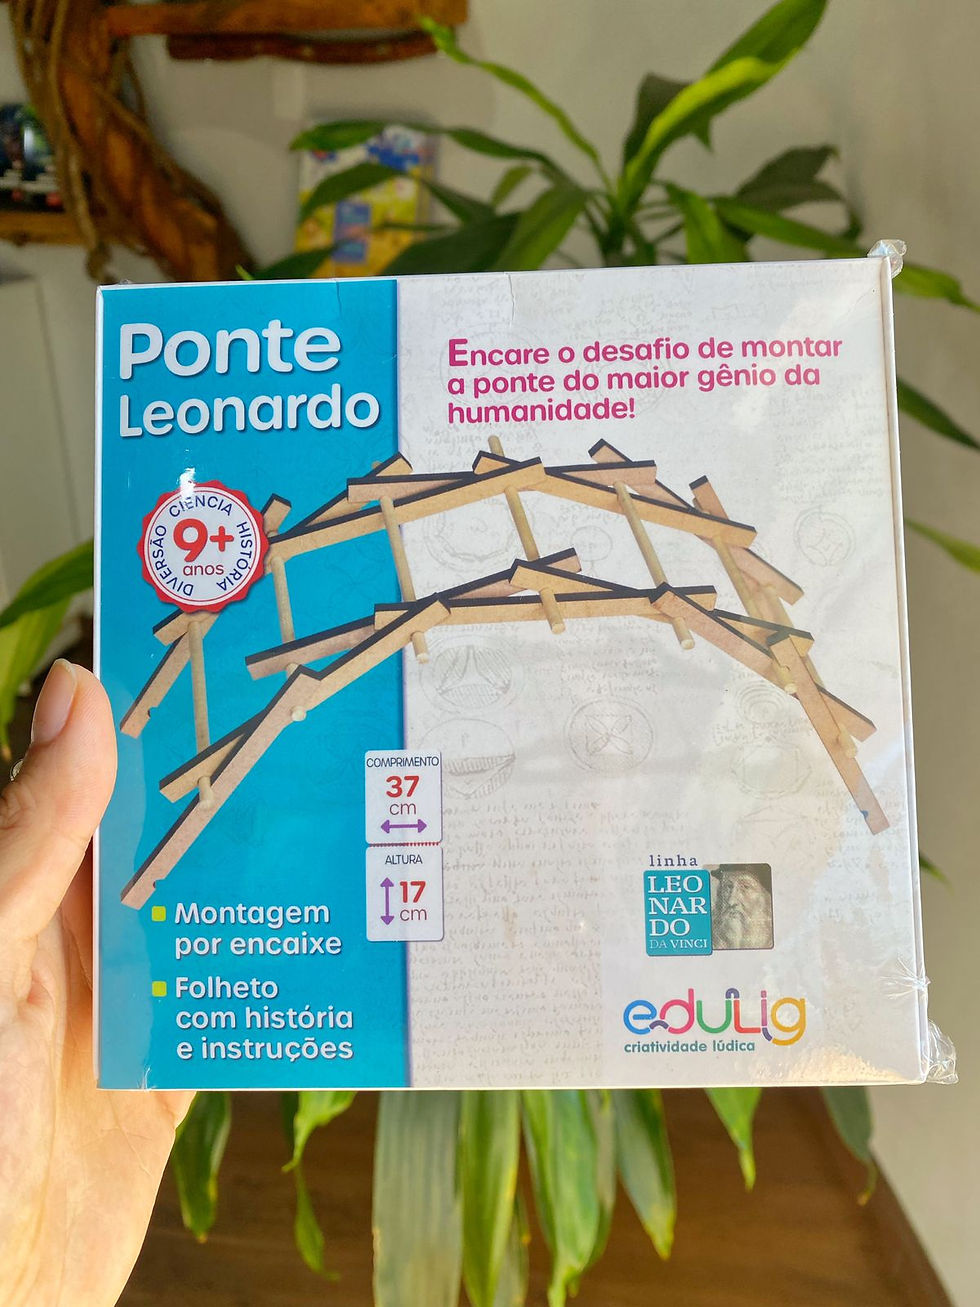 Ponte
Leonardo
Encare o desafio de montar
a ponte do maior gênio da
humanidade!
DIVERSÃO CIÊNCIA HISTÓRIA
9+
anos
COMPRIMENTO
37
cm
ALTURA
17
cm
Montagem
por encaixe
Folheto
com história
e instruções
linha
LEO
NAR
DO
DA VINCI
eduLig
criatividade lúdica